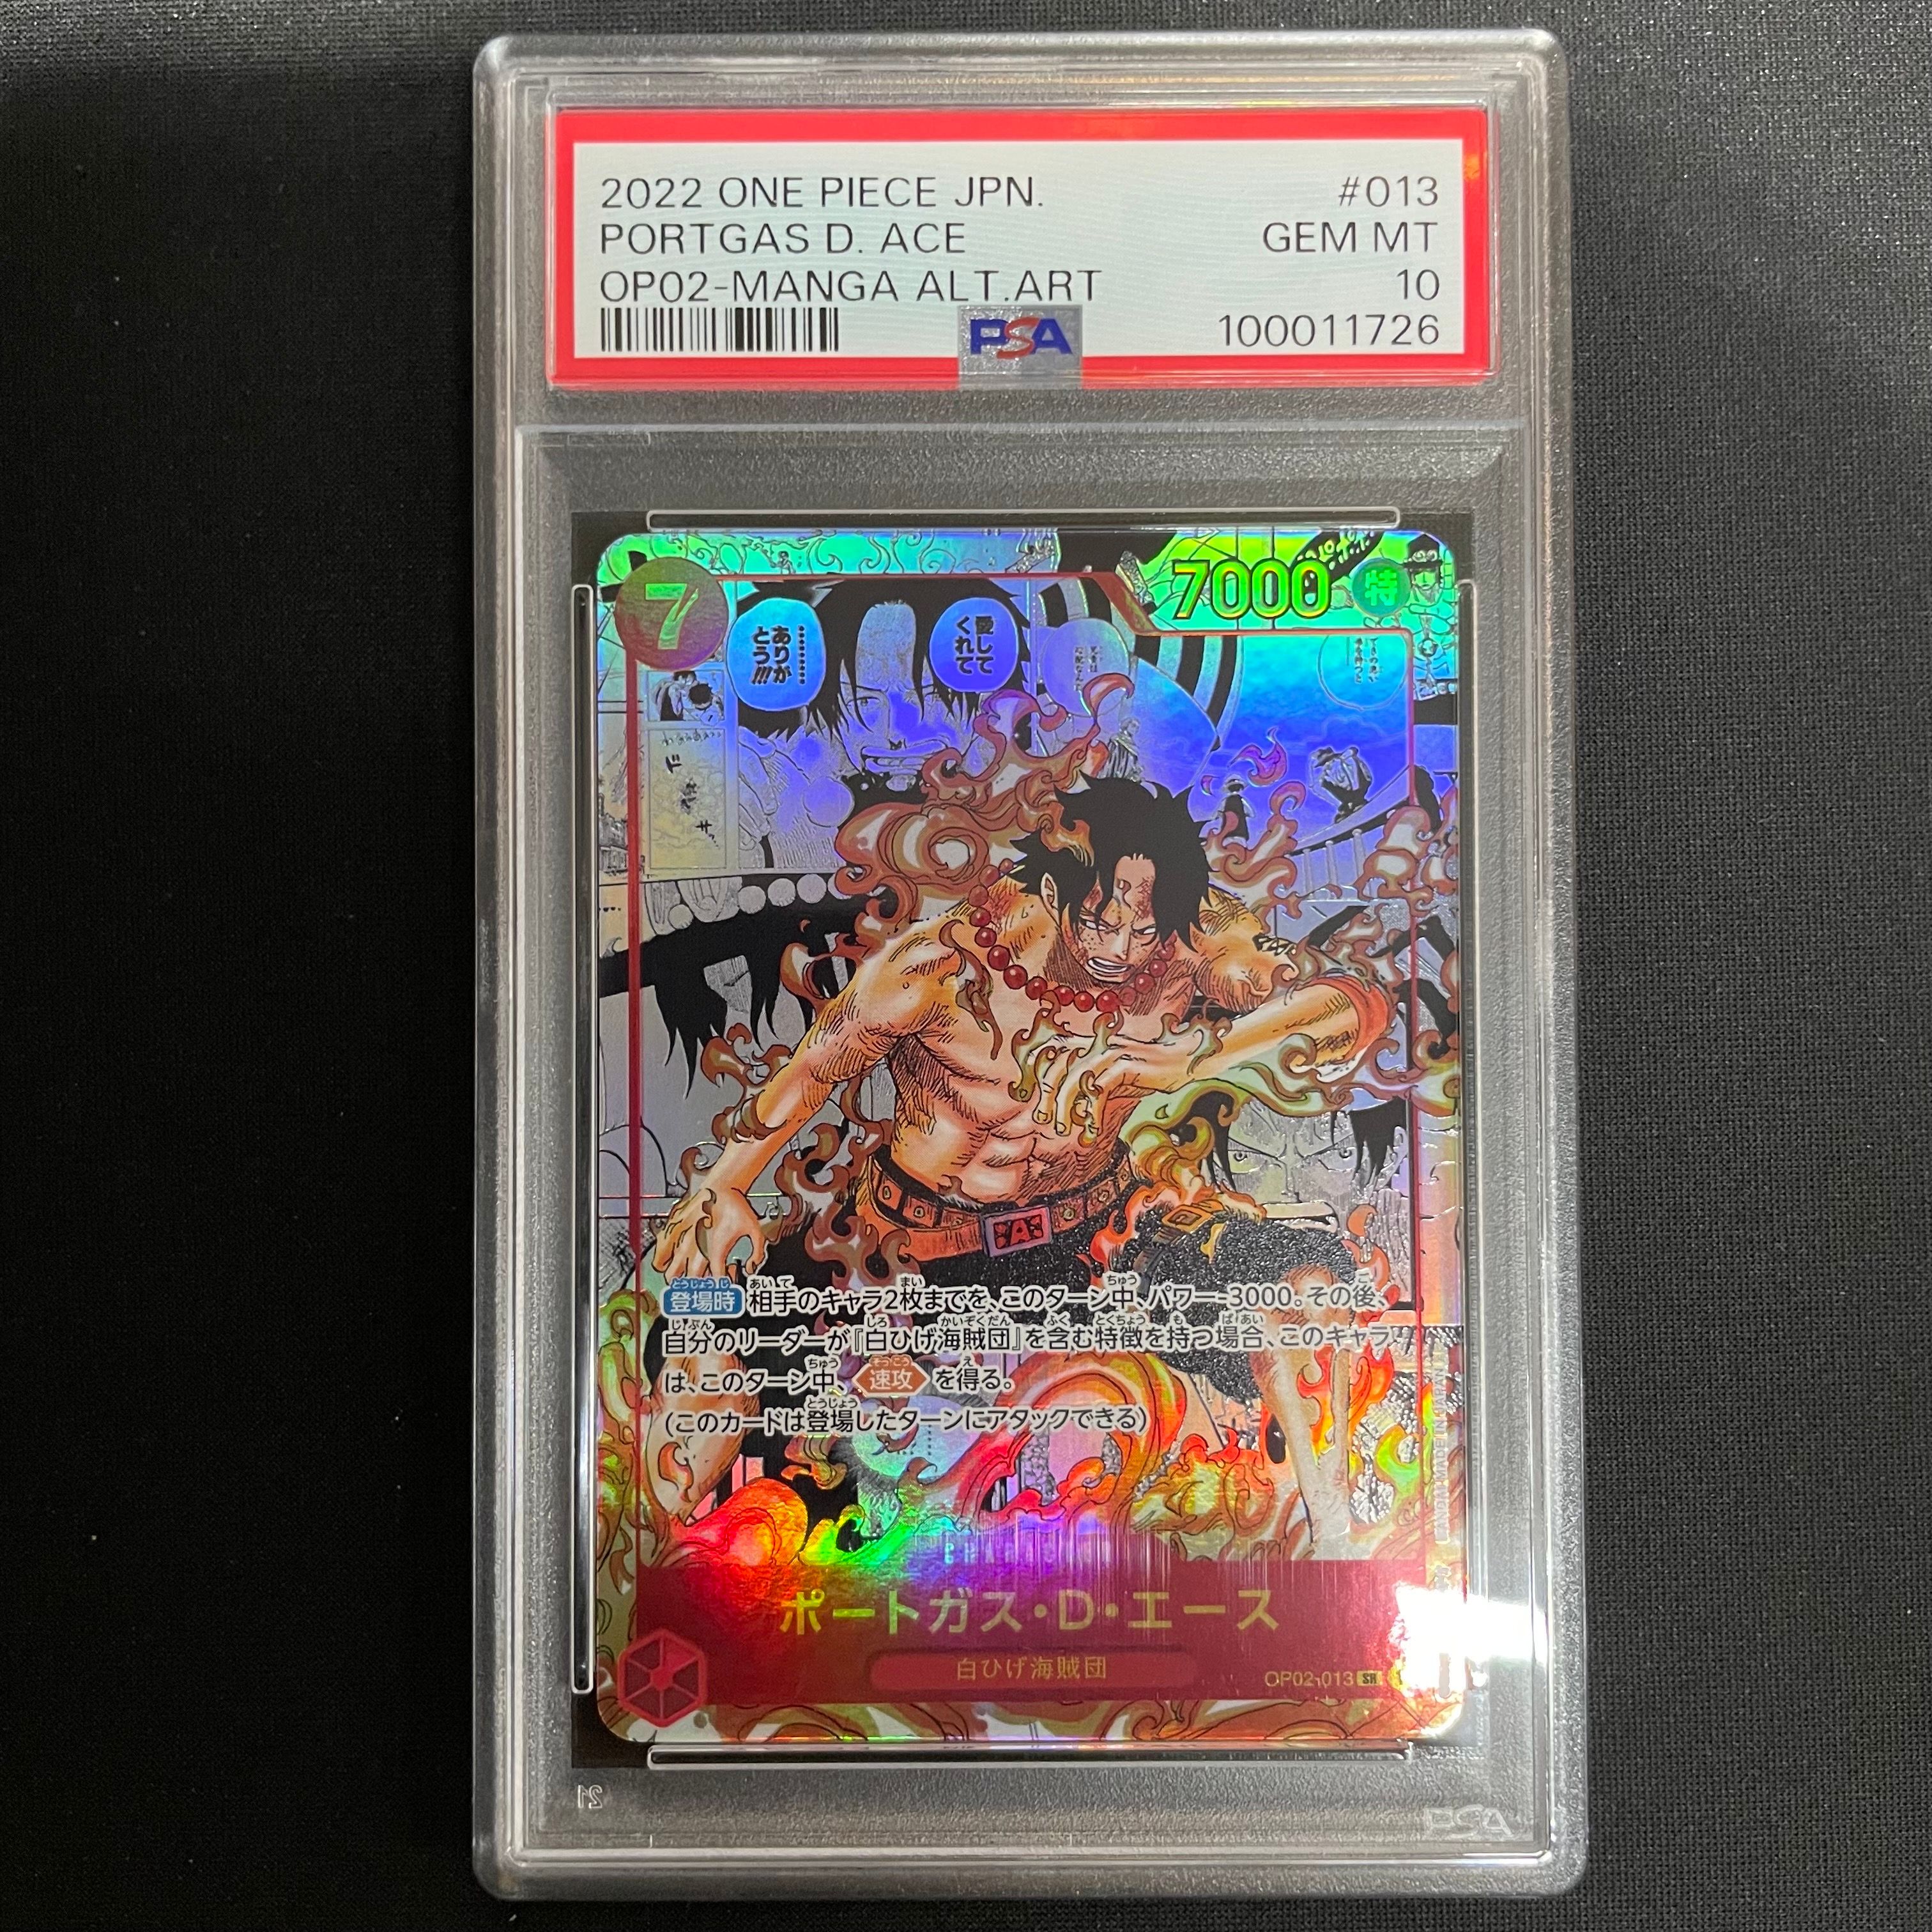 2022 ONE PIECE JPN. #013
PORTGAS D. ACE GEM MT
OP02-MANGA ALT.ART 10
PSA 100011726
7
7000 特
愛して
くれて
………
ありが
とう!!!
A
登場時 相手のキャラ2枚までを、このターン中、パワー-3000。その後、
自分のリーダーが『白ひげ海賊団』を含む特徴を持つ場合、このキャラ
は、このターン中、速攻を得る。
(このカードは登場したターンにアタックできる)
ポートガス・D・エース
白ひげ海賊団
OP02-013 SR
21
PSA